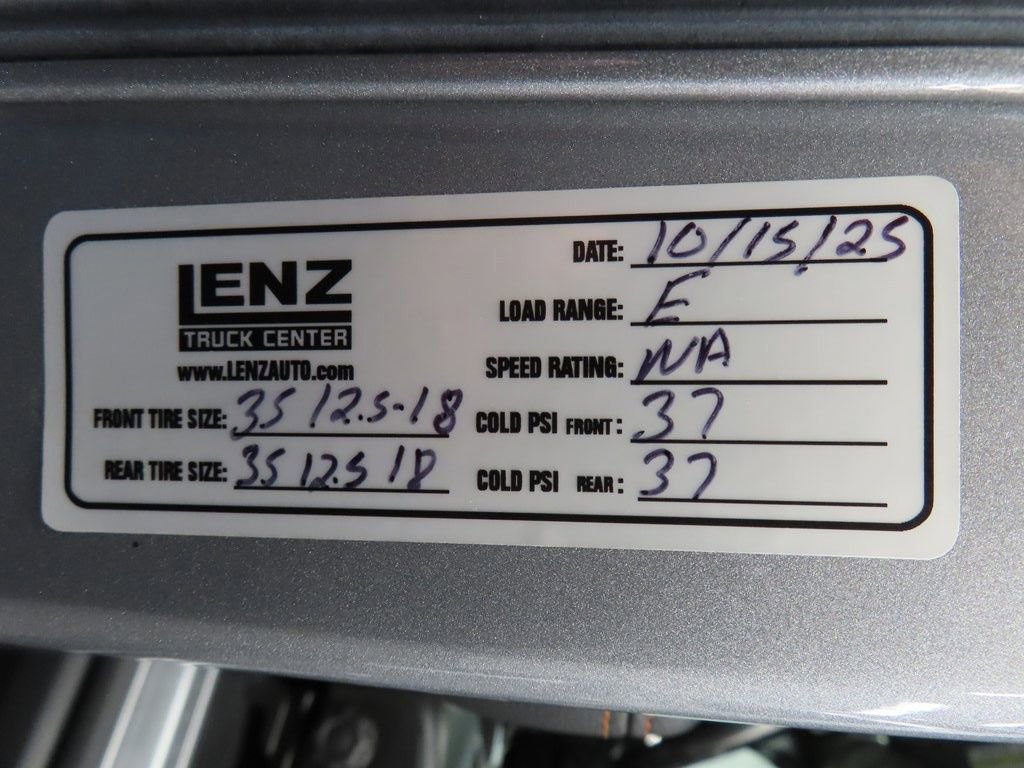 LENZ
TRUCK CENTER
www.LENZAUTO.com
FRONT TIRE SIZE: 35 12.5-18
REAR TIRE SIZE: 35 12.5 18
DATE: 10/15/25
LOAD RANGE: E
SPEED RATING: NA
COLD PSI FRONT: 37
COLD PSI REAR: 37